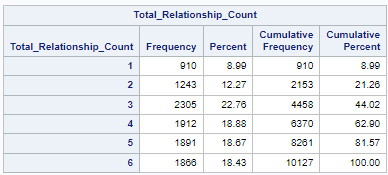 Total_Relationship_Count
Total_Relationship_Count Frequency Percent Cumulative Frequency Cumulative Percent
1 910 8.99 910 8.99
2 1243 12.27 2153 21.26
3 2305 22.76 4458 44.02
4 1912 18.88 6370 62.90
5 1891 18.67 8261 81.57
6 1866 18.43 10127 100.00